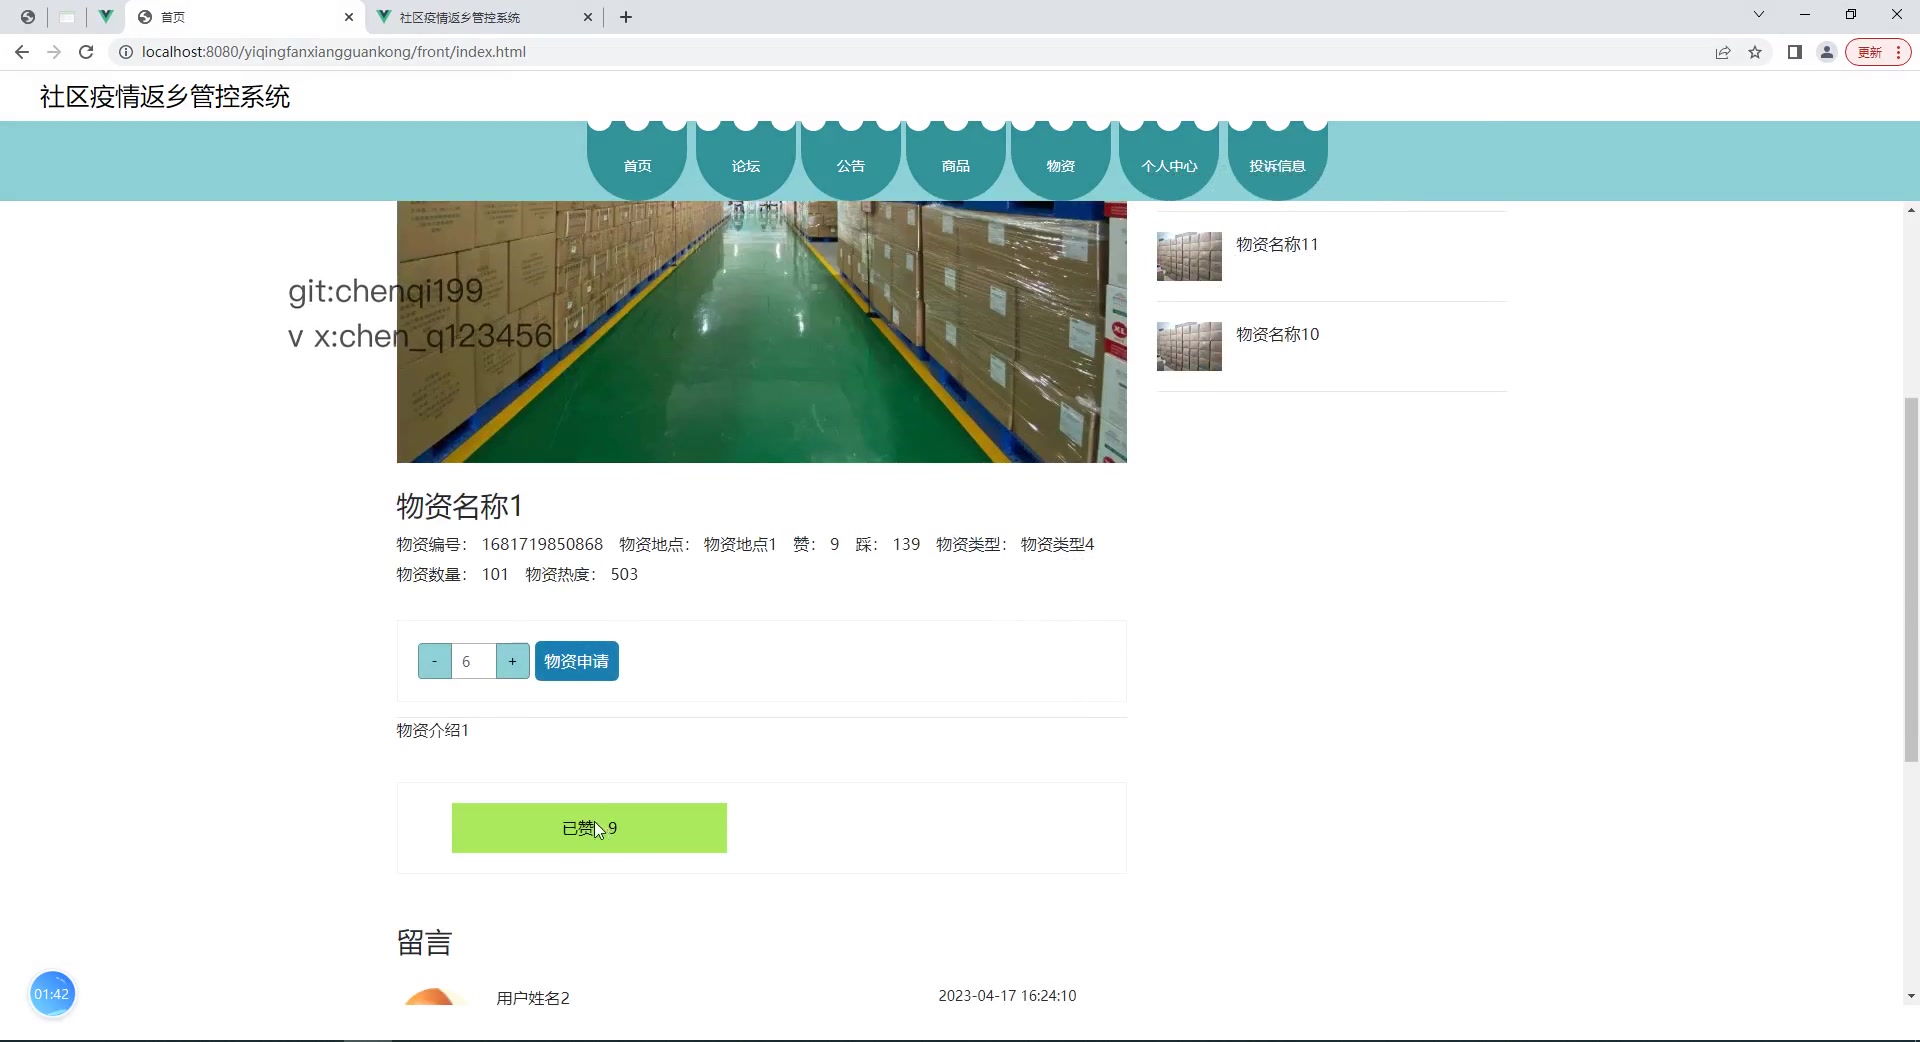 首页
社区疫情返乡管控系统
localhost:8080/yiqingfanxiangguankong/front/index.html
更新
社区疫情返乡管控系统
首页 论坛 公告 商品 物资 个人中心 投诉信息
物资名称11
git:chenqi199
v x:chen_q123456
物资名称10
物资名称1
物资编号： 1681719850868 物资地点： 物资地点1 赞： 9 踩： 139 物资类型： 物资类型4
物资数量： 101 物资热度： 503
- 6 + 物资申请
物资介绍1
已赞 9
留言
用户姓名2 2023-04-17 16:24:10
01:42